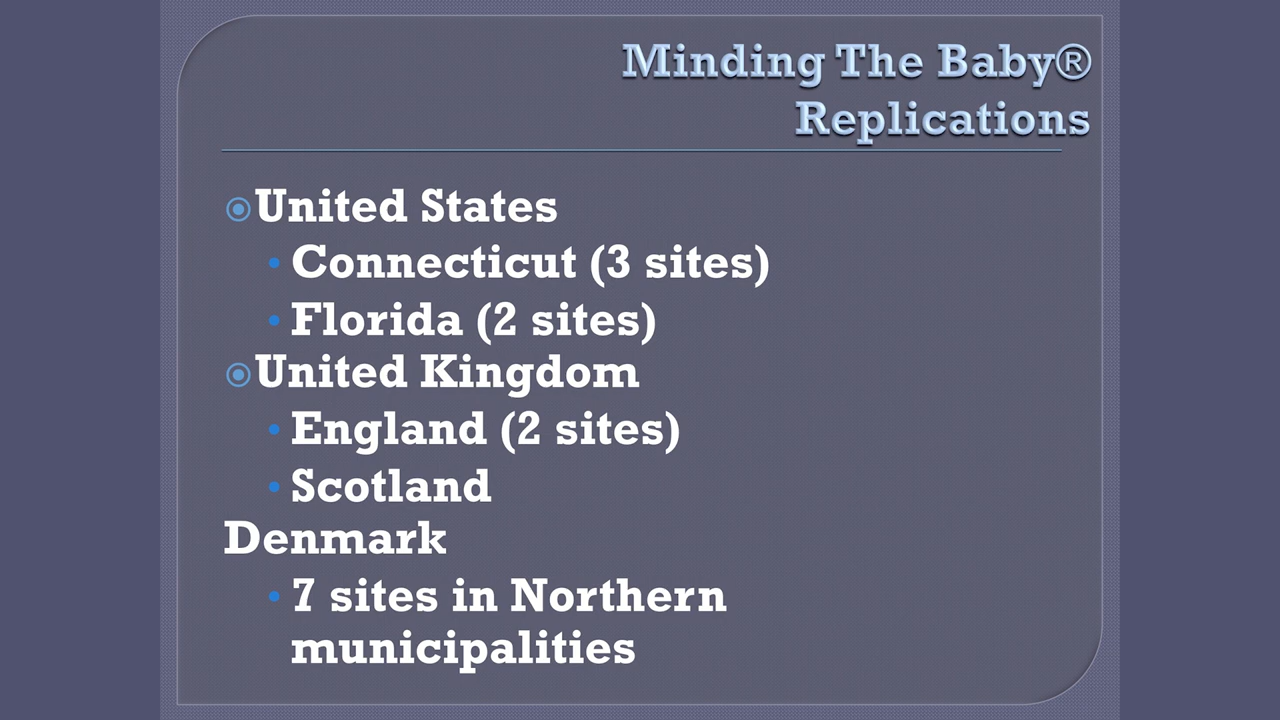 Minding The Baby®
Replications
United States
Connecticut (3 sites)
Florida (2 sites)
United Kingdom
England (2 sites)
Scotland
Denmark
7 sites in Northern
municipalities